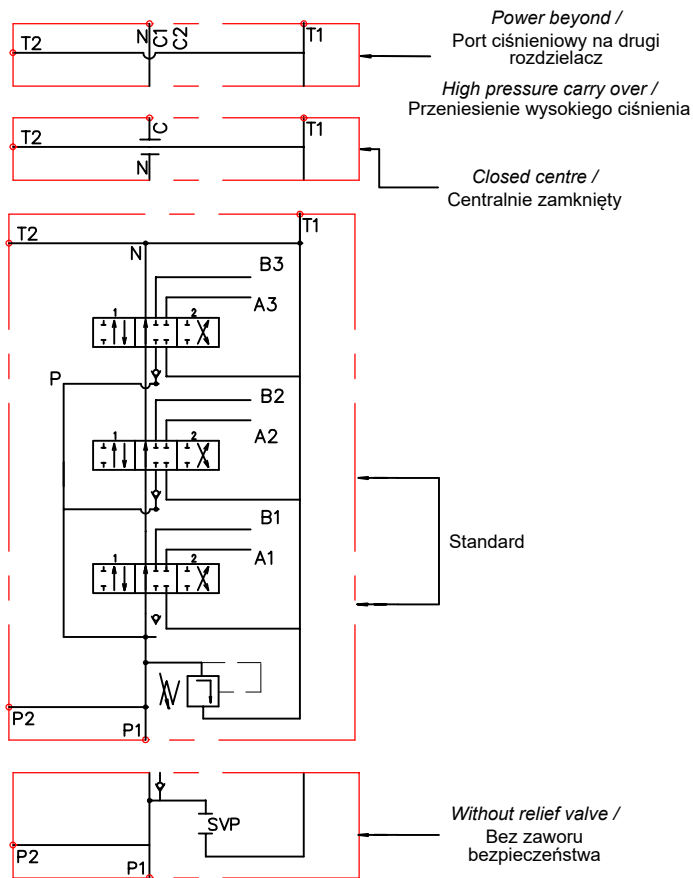 T2
N
C1
C2
T1
Power beyond /
Port ciśnieniowy na drugi
rozdzielacz
High pressure carry over /
Przeniesienie wysokiego ciśnienia
T2
C
N
T1
Closed centre /
Centralnie zamknięty
T2
N
T1
B3
A3
1
2
P
B2
A2
1
2
B1
A1
1
2
Standard
P2
P1
SVP
P2
P1
Without relief valve /
Bez zaworu
bezpieczeństwa